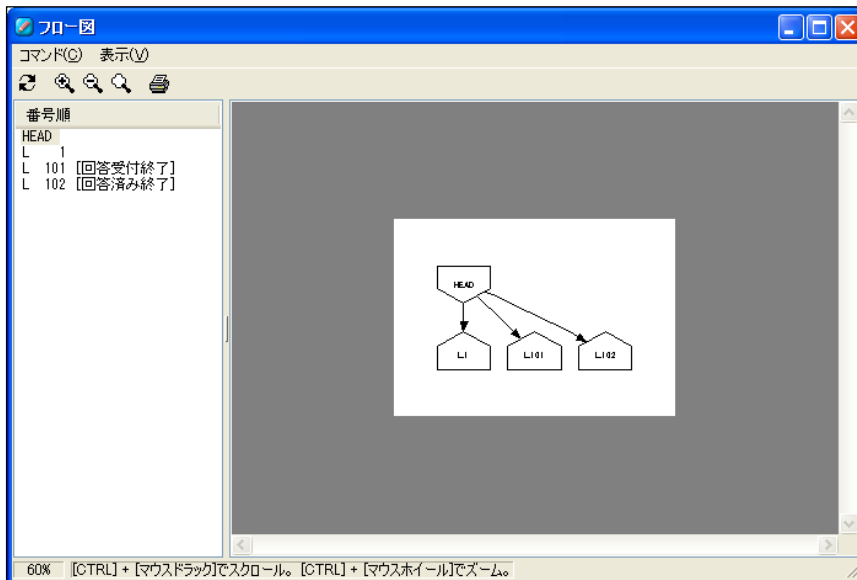 フロー図
コマンド(C) 表示(V)
番号順
HEAD
L 1
L 101 [回答受付終了]
L 102 [回答済み終了]
HEAD
L1
L101
L102
60% [CTRL] + [マウスドラック]でスクロール。[CTRL] + [マウスホイール]でズーム。